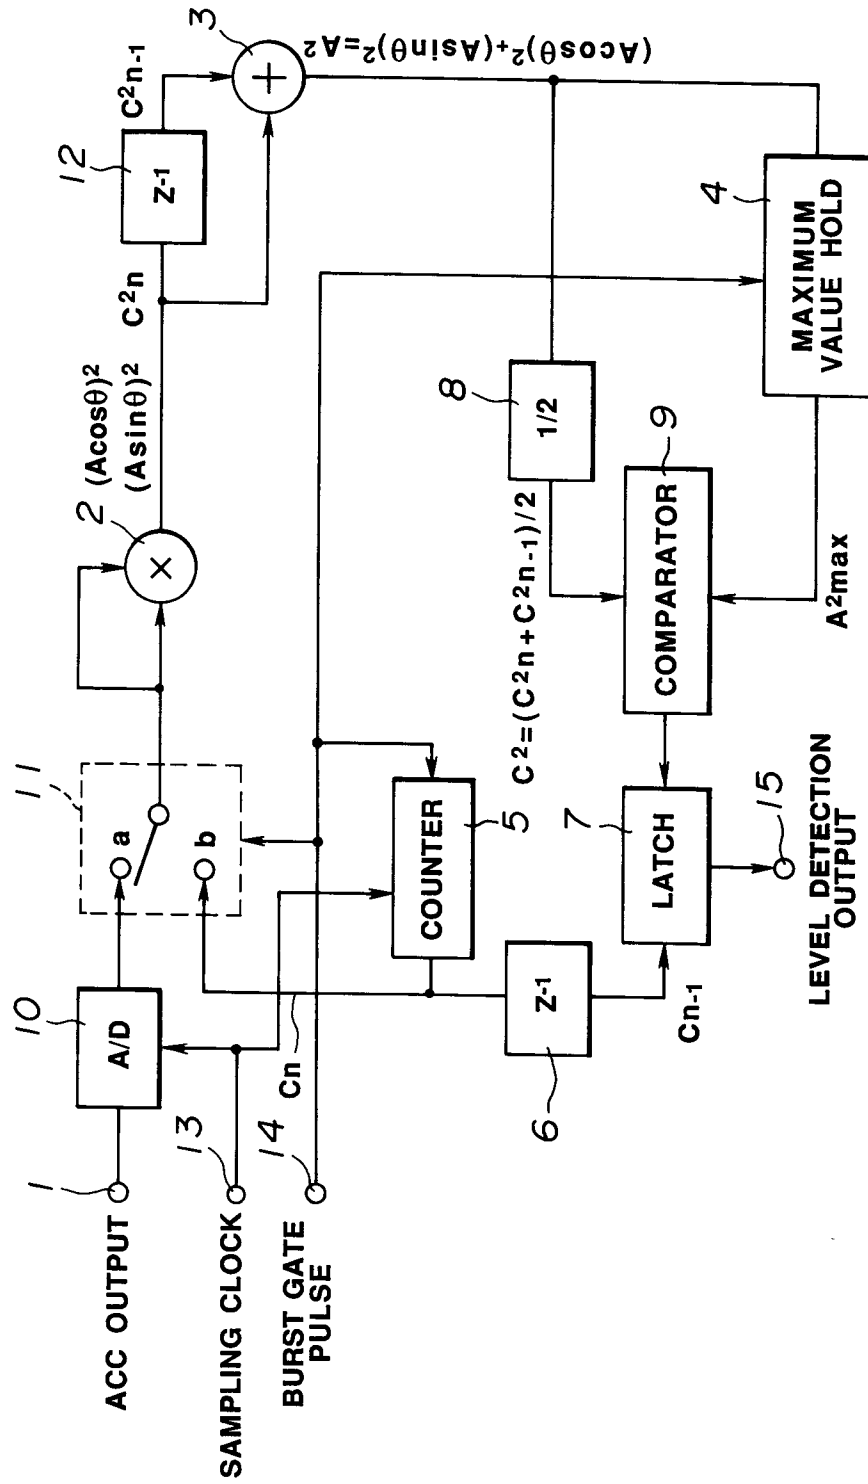 1
ACC OUTPUT
10
A/D
11
a
b
2
×
(Acosθ)²
(Asinθ)²
C²n
12
Z-1
C²n-1
3
+
(Acosθ)²+(Asinθ)²=A²
13
SAMPLING CLOCK
14
BURST GATE
PULSE
Cn
COUNTER
5
6
Z-1
Cn-1
7
LATCH
15
LEVEL DETECTION
OUTPUT
C²=(C²n+C²n-1)/2
8
1/2
9
COMPARATOR
A²max
4
MAXIMUM
VALUE HOLD